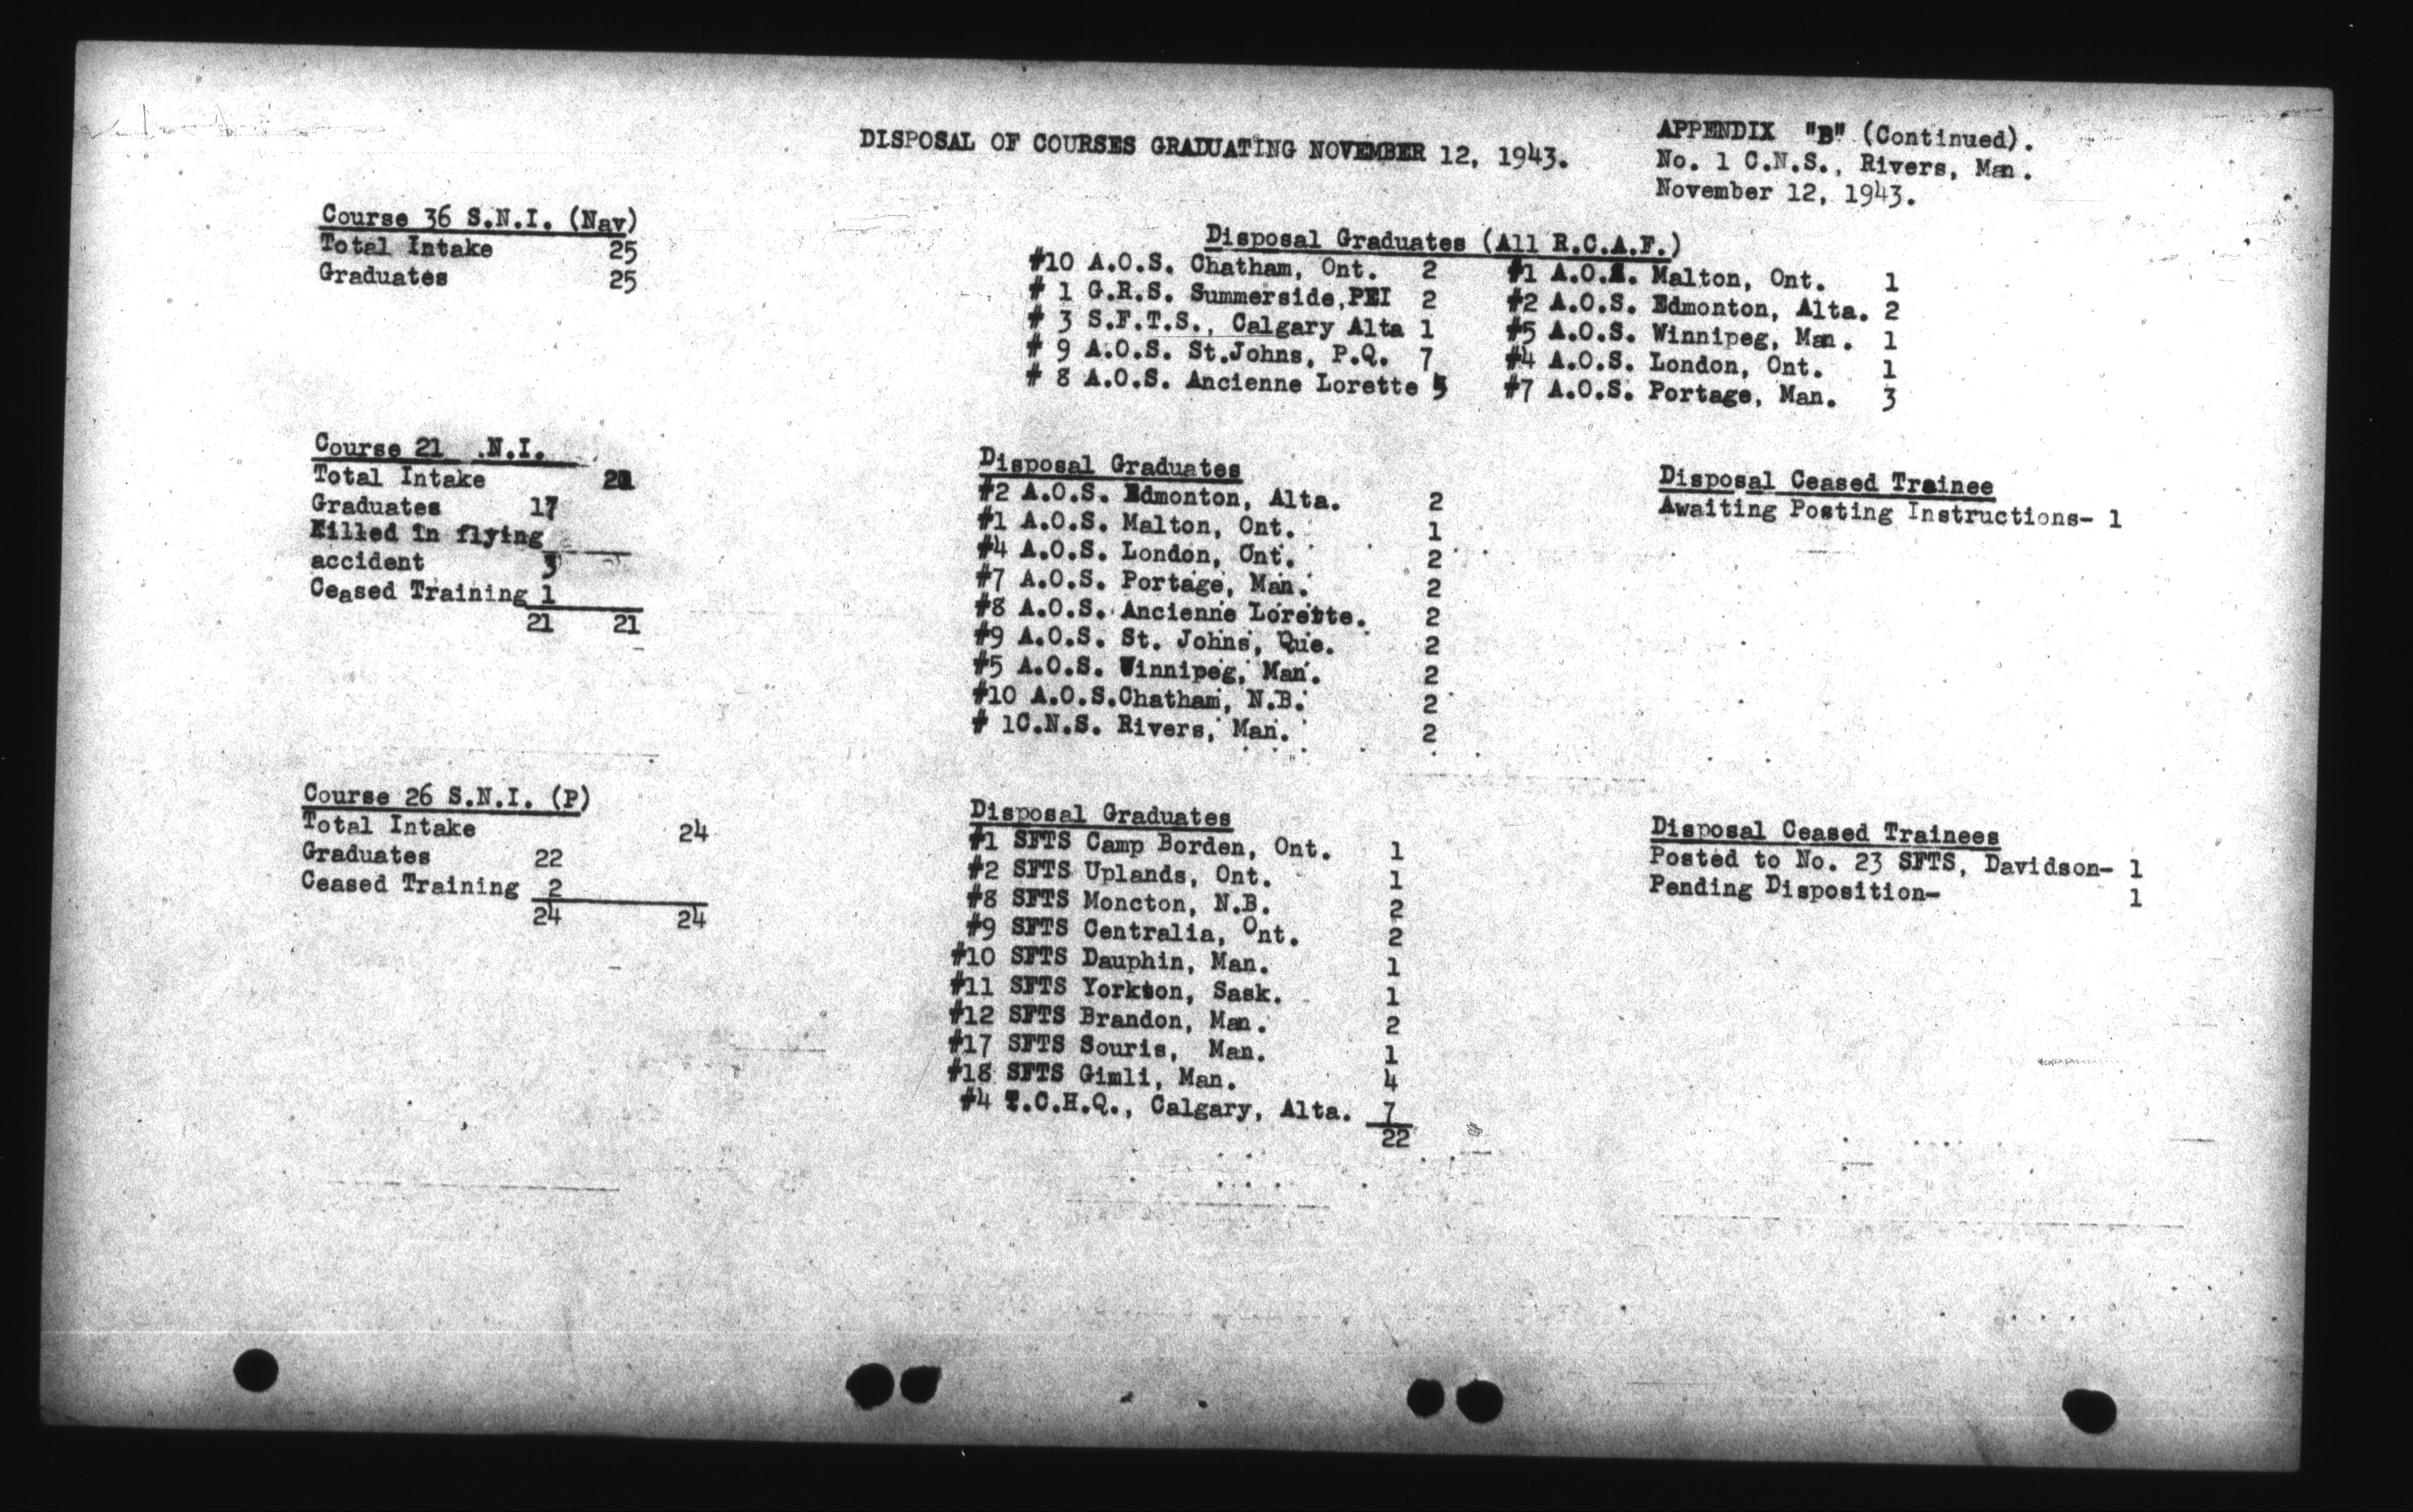 DISPOSAL OF COURSES GRADUATING NOVEMBER 12, 1943.
APPENDIX "B" (Continued).
No. 1 C.N.S., Rivers, Man.
November 12, 1943.
Course 36 S.N.I. (Nav)
Total Intake 25
Graduates 25
Disposal Graduates (All R.C.A.F.)
#10 A.O.S. Chatham, Ont. 2 #1 A.O.S. Malton, Ont. 1
# 1 G.R.S. Summerside,PEI 2 #2 A.O.S. Edmonton, Alta. 2
# 3 S.F.T.S., Calgary Alta 1 #5 A.O.S. Winnipeg, Man. 1
# 9 A.O.S. St.Johns, P.Q. 7 #4 A.O.S. London, Ont. 1
# 8 A.O.S. Ancienne Lorette 5 #7 A.O.S. Portage, Man. 3
Course 21 .N.I.
Total Intake 21
Graduates 17
Killed in flying
accident 3
Ceased Training 1
21 21
Disposal Graduates
#2 A.O.S. Edmonton, Alta. 2
#1 A.O.S. Malton, Ont. 1
#4 A.O.S. London, Ont. 2
#7 A.O.S. Portage, Man. 2
#8 A.O.S. Ancienne Lorette. 2
#9 A.O.S. St. Johns, Que. 2
#5 A.O.S. Winnipeg, Man. 2
#10 A.O.S.Chatham, N.B. 2
# 1C.N.S. Rivers, Man. 2
Disposal Ceased Trainee
Awaiting Posting Instructions- 1
Course 26 S.N.I. (P)
Total Intake 24
Graduates 22
Ceased Training 2
24 24
Disposal Graduates
#1 SFTS Camp Borden, Ont. 1
#2 SFTS Uplands, Ont. 1
#8 SFTS Moncton, N.B. 2
#9 SFTS Centralia, Ont. 2
#10 SFTS Dauphin, Man. 1
#11 SFTS Yorkton, Sask. 1
#12 SFTS Brandon, Man. 2
#17 SFTS Souris, Man. 1
#18 SFTS Gimli, Man. 4
#4 T.C.H.Q., Calgary, Alta. 7
22
Disposal Ceased Trainees
Posted to No. 23 SFTS, Davidson- 1
Pending Disposition- 1